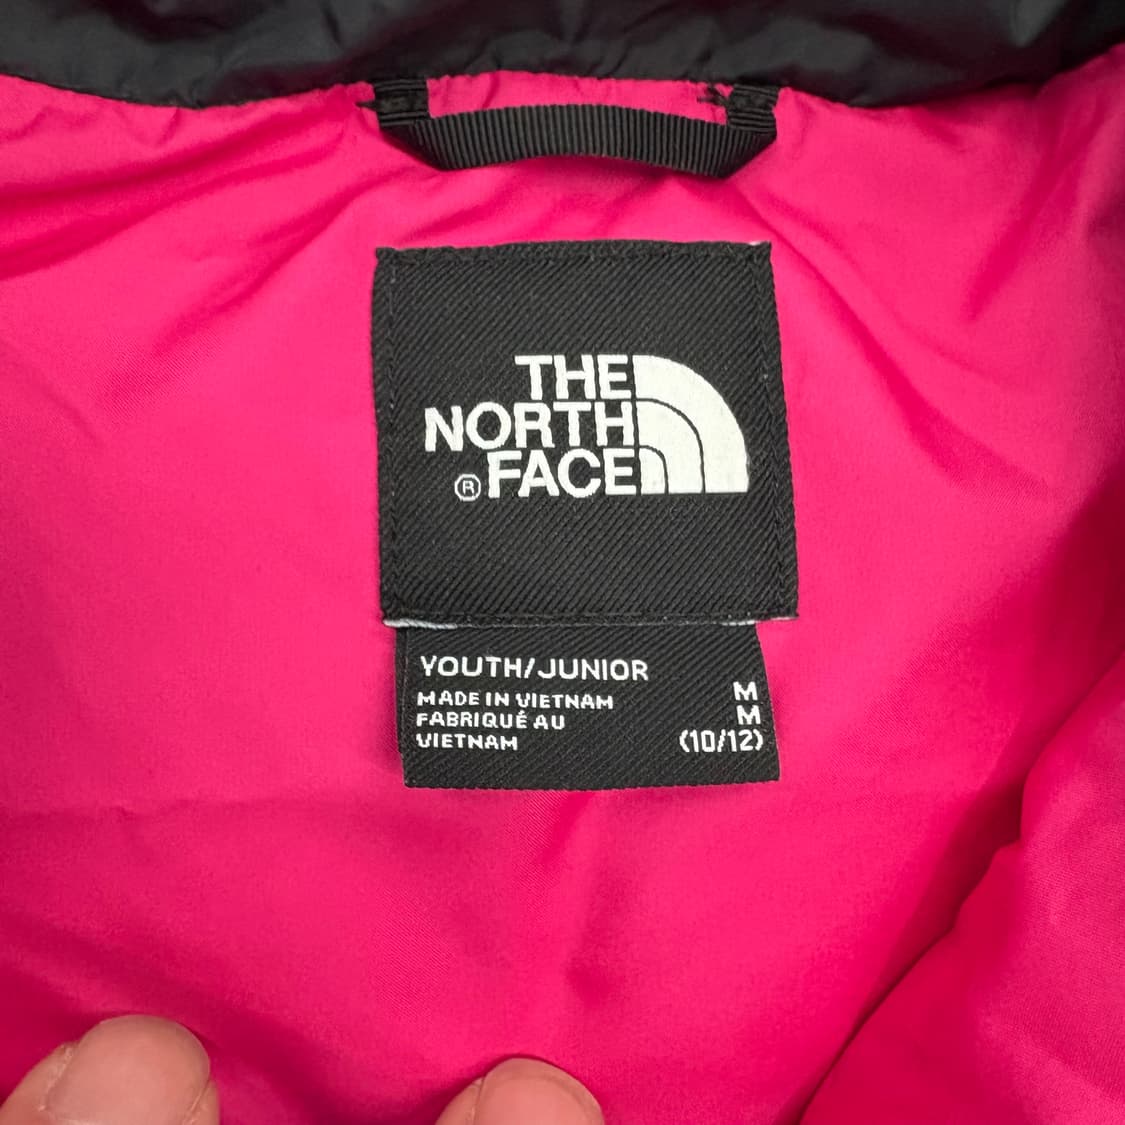 THE
NORTH
®FACE
YOUTH/JUNIOR
MADE IN VIETNAM M
FABRIQUÉ AU M
VIETNAM (10/12)